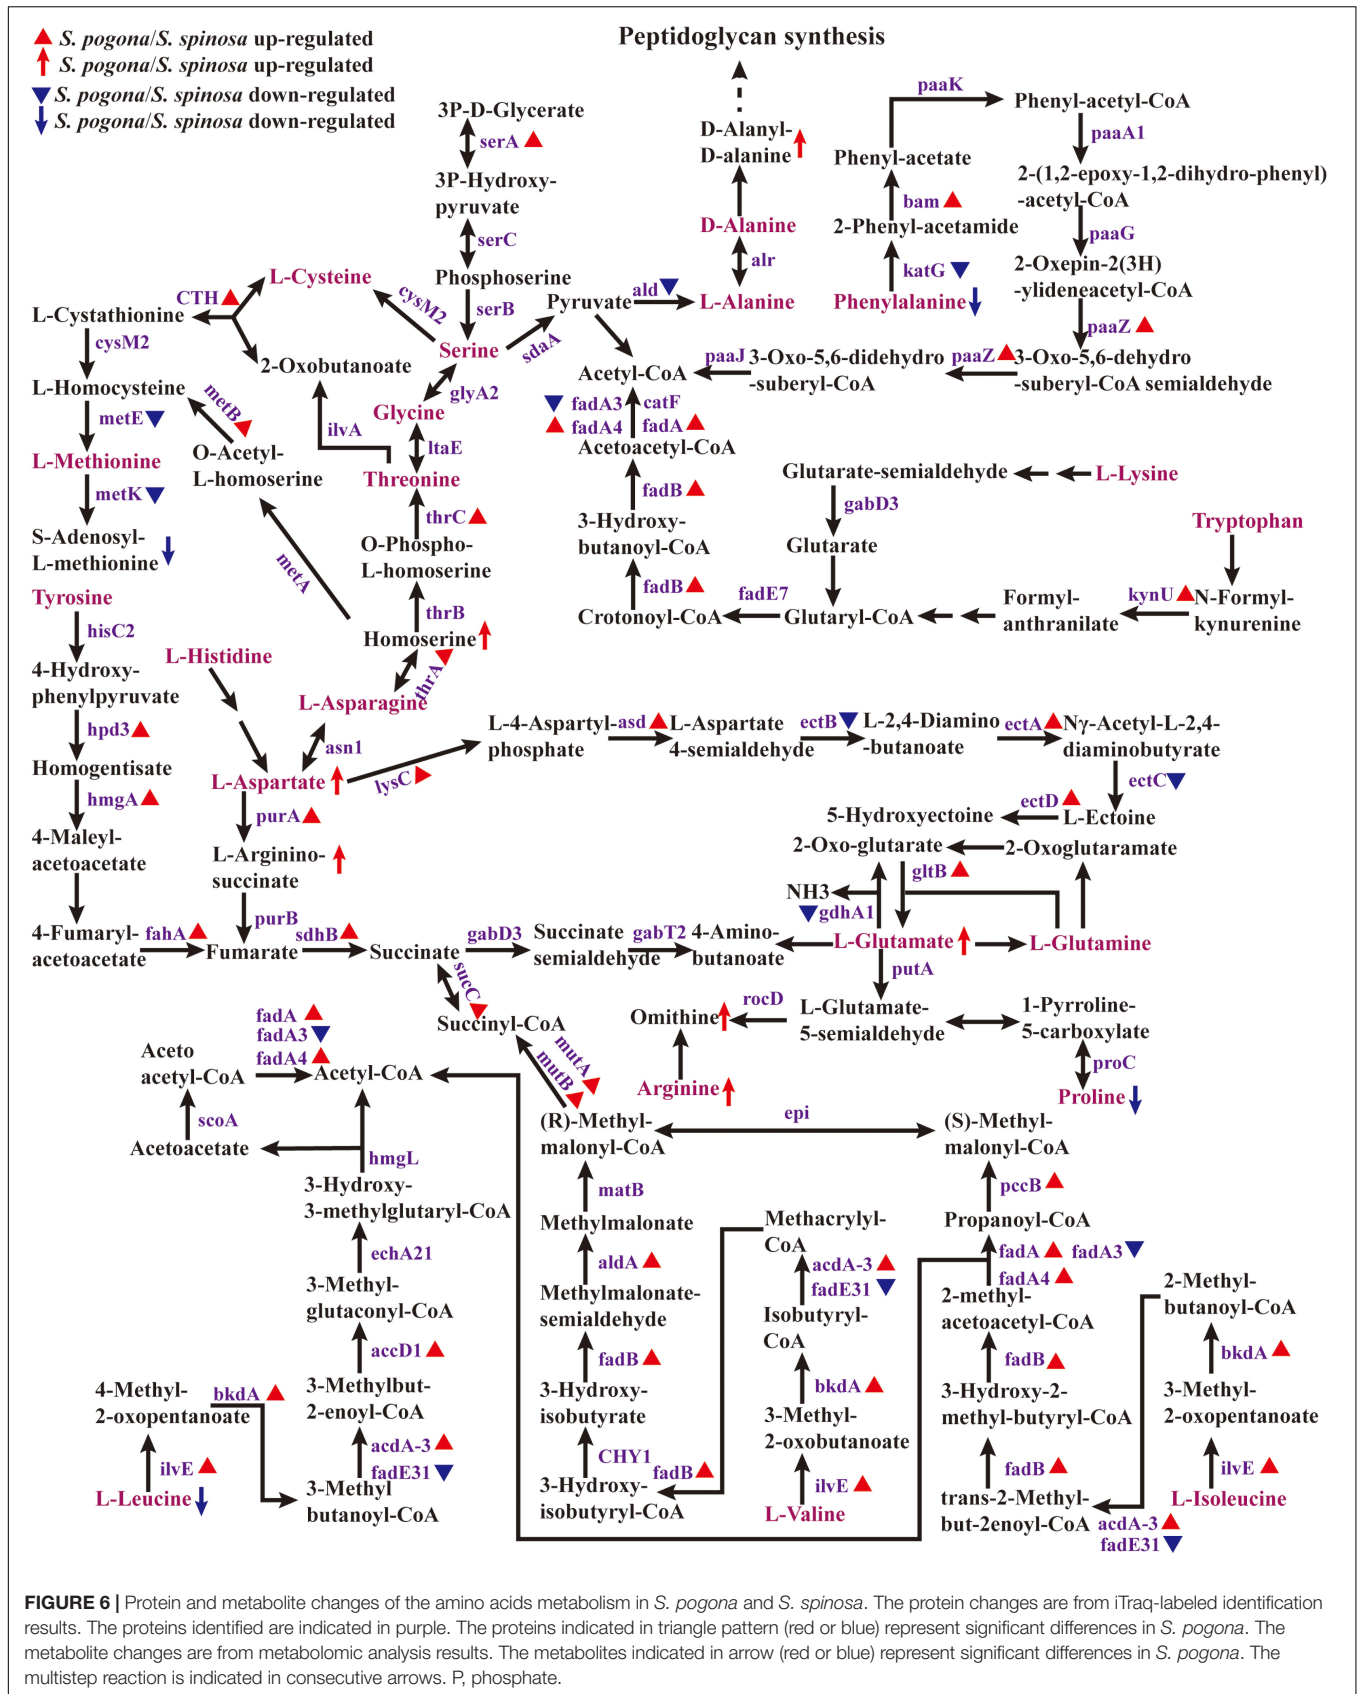 S. pogona/S. spinosa up-regulated
S. pogona/S. spinosa up-regulated
S. pogona/S. spinosa down-regulated
S. pogona/S. spinosa down-regulated
Peptidoglycan synthesis
3P-D-Glycerate
serA
3P-Hydroxy-
pyruvate
serC
Phosphoserine
serB
Serine
cysM2
sdaA
glyA2
Glycine
ltaE
Threonine
thrC
O-Phospho-
L-homoserine
thrB
Homoserine
thrA
L-Asparagine
asn1
L-Aspartate
D-Alanyl-
D-alanine
D-Alanine
alr
L-Alanine
ald
Pyruvate
Acetyl-CoA
paaK
Phenyl-acetyl-CoA
paaA1
Phenyl-acetate
bam
2-Phenyl-acetamide
katG
Phenylalanine
2-(1,2-epoxy-1,2-dihydro-phenyl)
-acetyl-CoA
paaG
2-Oxepin-2(3H)
-ylideneacetyl-CoA
paaZ
3-Oxo-5,6-dehydro
-suberyl-CoA semialdehyde
paaZ
3-Oxo-5,6-didehydro
-suberyl-CoA
paaJ
L-Cysteine
CTH
L-Cystathionine
cysM2
2-Oxobutanoate
ilvA
L-Homocysteine
metB
metE
O-Acetyl-
L-homoserine
L-Methionine
metK
S-Adenosyl-
L-methionine
metA
fadA3
catF
fadA4
fadA
Acetoacetyl-CoA
fadB
3-Hydroxy-
butanoyl-CoA
fadB
Crotonoyl-CoA
fadE7
Glutaryl-CoA
Glutarate-semialdehyde
L-Lysine
gabD3
Glutarate
Tryptophan
kynU
Formyl-
anthranilate
N-Formyl-
kynurenine
Tyrosine
hisC2
4-Hydroxy-
phenylpyruvate
hpd3
Homogentisate
hmgA
4-Maleyl-
acetoacetate
4-Fumaryl-
acetoacetate
fahA
L-Histidine
purA
L-Arginino-
succinate
purB
Fumarate
sdhB
Succinate
gabD3
Succinate
semialdehyde
gabT2
4-Amino-
butanoate
lysC
L-4-Aspartyl-
phosphate
asd
L-Aspartate
4-semialdehyde
ectB
L-2,4-Diamino
-butanoate
ectA
Nγ-Acetyl-L-2,4-
diaminobutyrate
ectC
ectD
5-Hydroxyectoine
L-Ectoine
2-Oxo-glutarate
2-Oxoglutaramate
gltB
NH3
gdhA1
L-Glutamate
L-Glutamine
putA
L-Glutamate-
5-semialdehyde
rocD
Omithine
Arginine
1-Pyrroline-
5-carboxylate
proC
Proline
sucC
Succinyl-CoA
mutA
mutB
(R)-Methyl-
malonyl-CoA
epi
(S)-Methyl-
malonyl-CoA
fadA
fadA3
fadA4
Aceto
acetyl-CoA
Acetyl-CoA
scoA
Acetoacetate
hmgL
3-Hydroxy-
3-methylglutaryl-CoA
echA21
3-Methyl-
glutaconyl-CoA
accD1
3-Methylbut-
2-enoyl-CoA
acdA-3
fadE31
3-Methyl
butanoyl-CoA
4-Methyl-
2-oxopentanoate
bkdA
ilvE
L-Leucine
matB
Methylmalonate
aldA
Methylmalonate-
semialdehyde
fadB
3-Hydroxy-
isobutyrate
CHY1
3-Hydroxy-
isobutyryl-CoA
fadB
Methacrylyl-
CoA
acdA-3
fadE31
Isobutyryl-
CoA
bkdA
3-Methyl-
2-oxobutanoate
ilvE
L-Valine
pccB
Propanoyl-CoA
fadA
fadA3
fadA4
2-methyl-
acetoacetyl-CoA
fadB
3-Hydroxy-2-
methyl-butyryl-CoA
fadB
trans-2-Methyl-
but-2enoyl-CoA
acdA-3
fadE31
2-Methyl-
butanoyl-CoA
bkdA
3-Methyl-
2-oxopentanoate
ilvE
L-Isoleucine
FIGURE 6 | Protein and metabolite changes of the amino acids metabolism in S. pogona and S. spinosa. The protein changes are from iTraq-labeled identification
results. The proteins identified are indicated in purple. The proteins indicated in triangle pattern (red or blue) represent significant differences in S. pogona. The
metabolite changes are from metabolomic analysis results. The metabolites indicated in arrow (red or blue) represent significant differences in S. pogona. The
multistep reaction is indicated in consecutive arrows. P, phosphate.